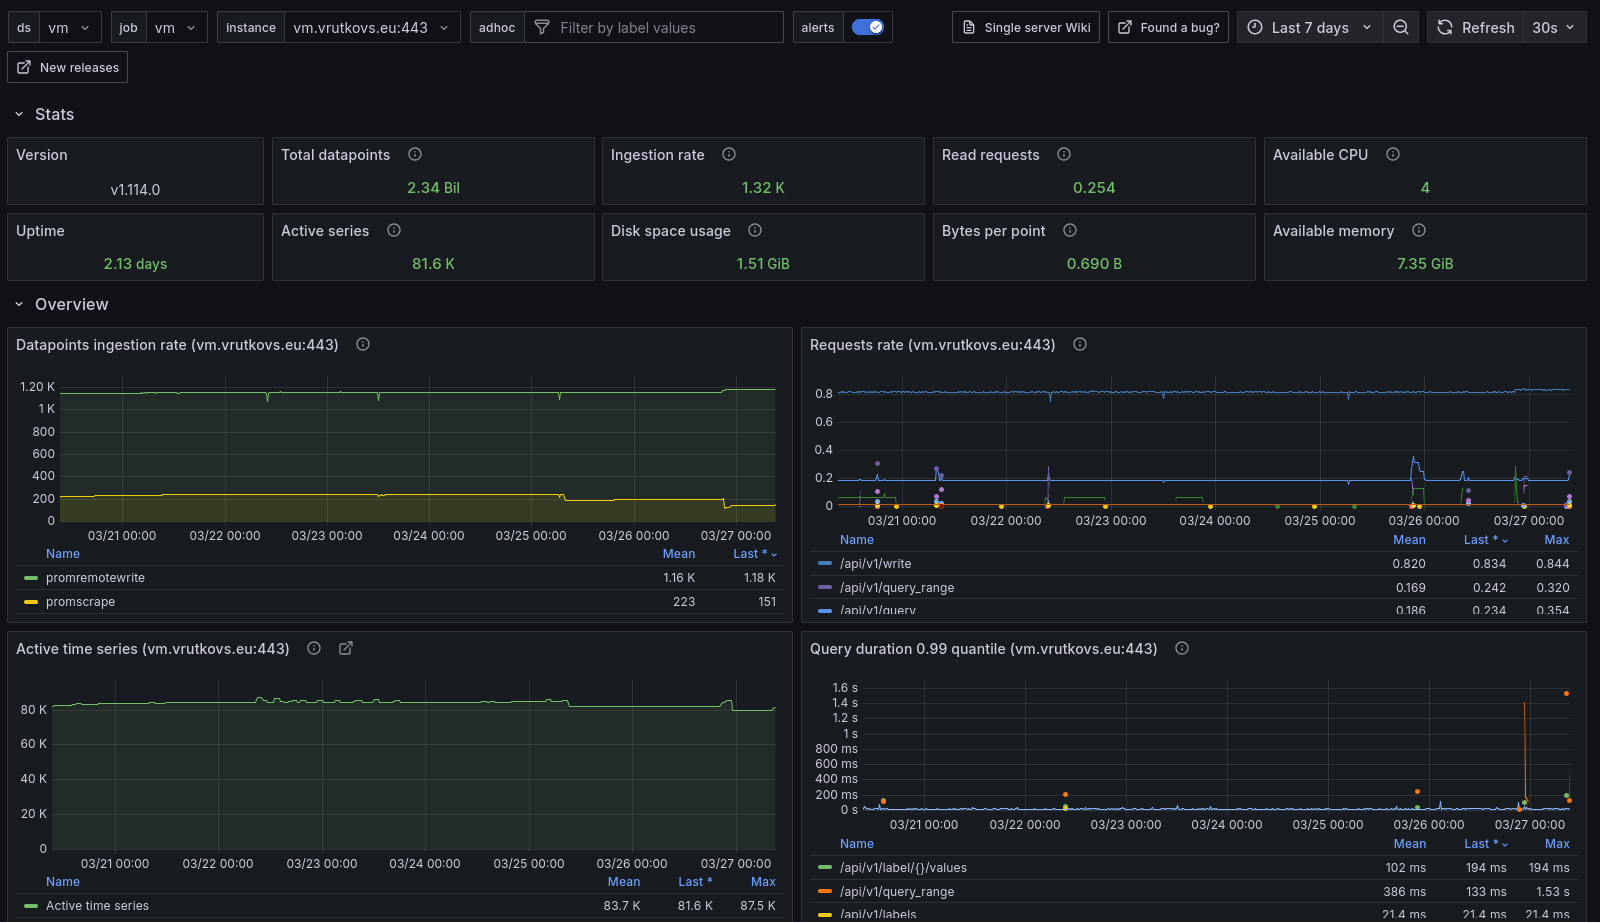 ds vm job vm instance vm.vrutkovs.eu:443 adhoc Filter by label values alerts Single server Wiki Found a bug? Last 7 days Refresh 30s
New releases
Stats
Version Total datapoints Ingestion rate Read requests Available CPU
v1.114.0 2.34 Bil 1.32 K 0.254 4
Uptime Active series Disk space usage Bytes per point Available memory
2.13 days 81.6 K 1.51 GiB 0.690 B 7.35 GiB
Overview
Datapoints ingestion rate (vm.vrutkovs.eu:443)
1.20 K
1 K
800
600
400
200
0
03/21 00:00 03/22 00:00 03/23 00:00 03/24 00:00 03/25 00:00 03/26 00:00 03/27 00:00
Name Mean Last *
promremotewrite 1.16 K 1.18 K
promscrape 223 151
Requests rate (vm.vrutkovs.eu:443)
0.8
0.6
0.4
0.2
0
03/21 00:00 03/22 00:00 03/23 00:00 03/24 00:00 03/25 00:00 03/26 00:00 03/27 00:00
Name Mean Last * Max
/api/v1/write 0.820 0.834 0.844
/api/v1/query_range 0.169 0.242 0.320
/api/v1/query 0.186 0.234 0.354
Active time series (vm.vrutkovs.eu:443)
80 K
60 K
40 K
20 K
0
03/21 00:00 03/22 00:00 03/23 00:00 03/24 00:00 03/25 00:00 03/26 00:00 03/27 00:00
Name Mean Last * Max
Active time series 83.7 K 81.6 K 87.5 K
Query duration 0.99 quantile (vm.vrutkovs.eu:443)
1.6 s
1.4 s
1.2 s
1 s
800 ms
600 ms
400 ms
200 ms
0 s
03/21 00:00 03/22 00:00 03/23 00:00 03/24 00:00 03/25 00:00 03/26 00:00 03/27 00:00
Name Mean Last * Max
/api/v1/label/{}/values 102 ms 194 ms 194 ms
/api/v1/query_range 386 ms 133 ms 1.53 s
/api/v1/labels 21.4 ms 21.4 ms 21.4 ms